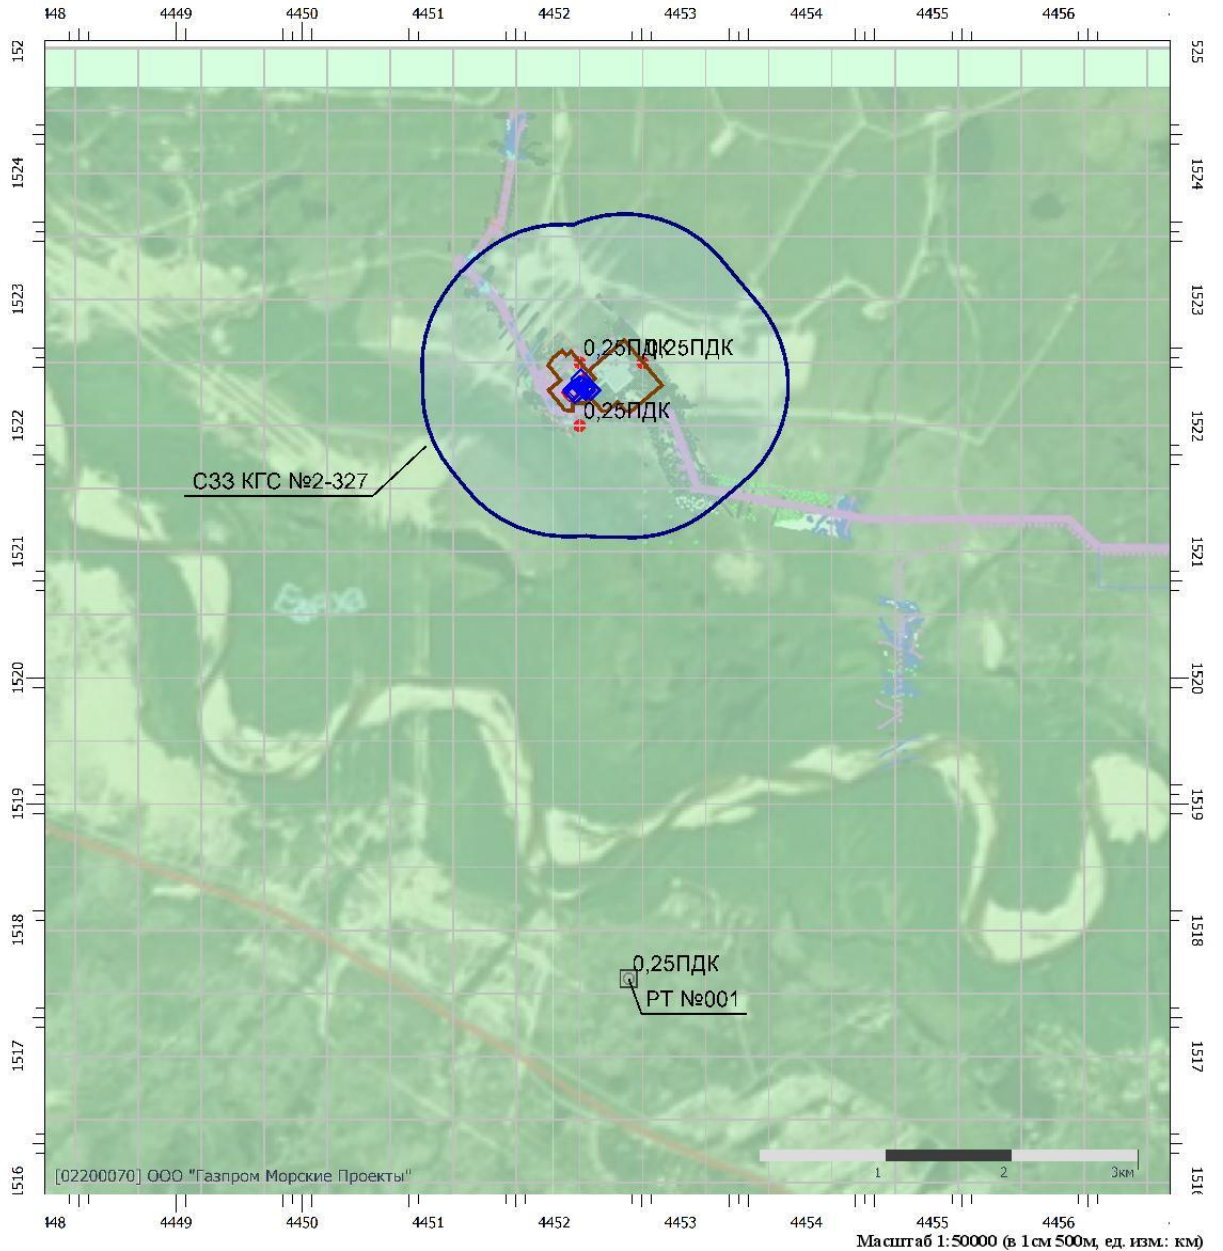 448 4449 4450 4451 4452 4453 4454 4455 4456
152 525
1524 1524
1523 1523
0,25ПДК 0,25ПДК
0,25ПДК
1522 1522
СЗЗ КГС №2-327
1521 1521
1520 1520
1519 1519
1518 1518
0,25ПДК
РТ №001
1517 1517
[02200070] ООО "Газпром Морские Проекты"
1 2 3км
1516 1516
448 4449 4450 4451 4452 4453 4454 4455 4456
Масштаб 1:50000 (в 1см 500м, ед. изм.: км)